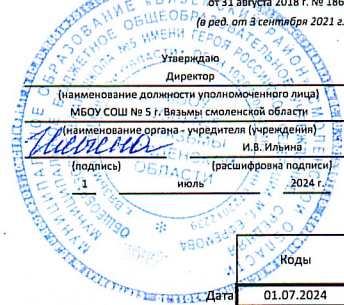 от 31 августа 2018 г. № 186
(в ред. от 3 сентября 2021 г.
Утверждаю
Директор
(наименование должности уполномоченного лица)
МБОУ СОШ № 5 г. Вязьмы смоленской области
(наименование органа - учредителя (учреждения)
И.В. Ильина
(подпись) (расшифровка подписи)
1 июль 2024 г.
Коды
Дата 01.07.2024